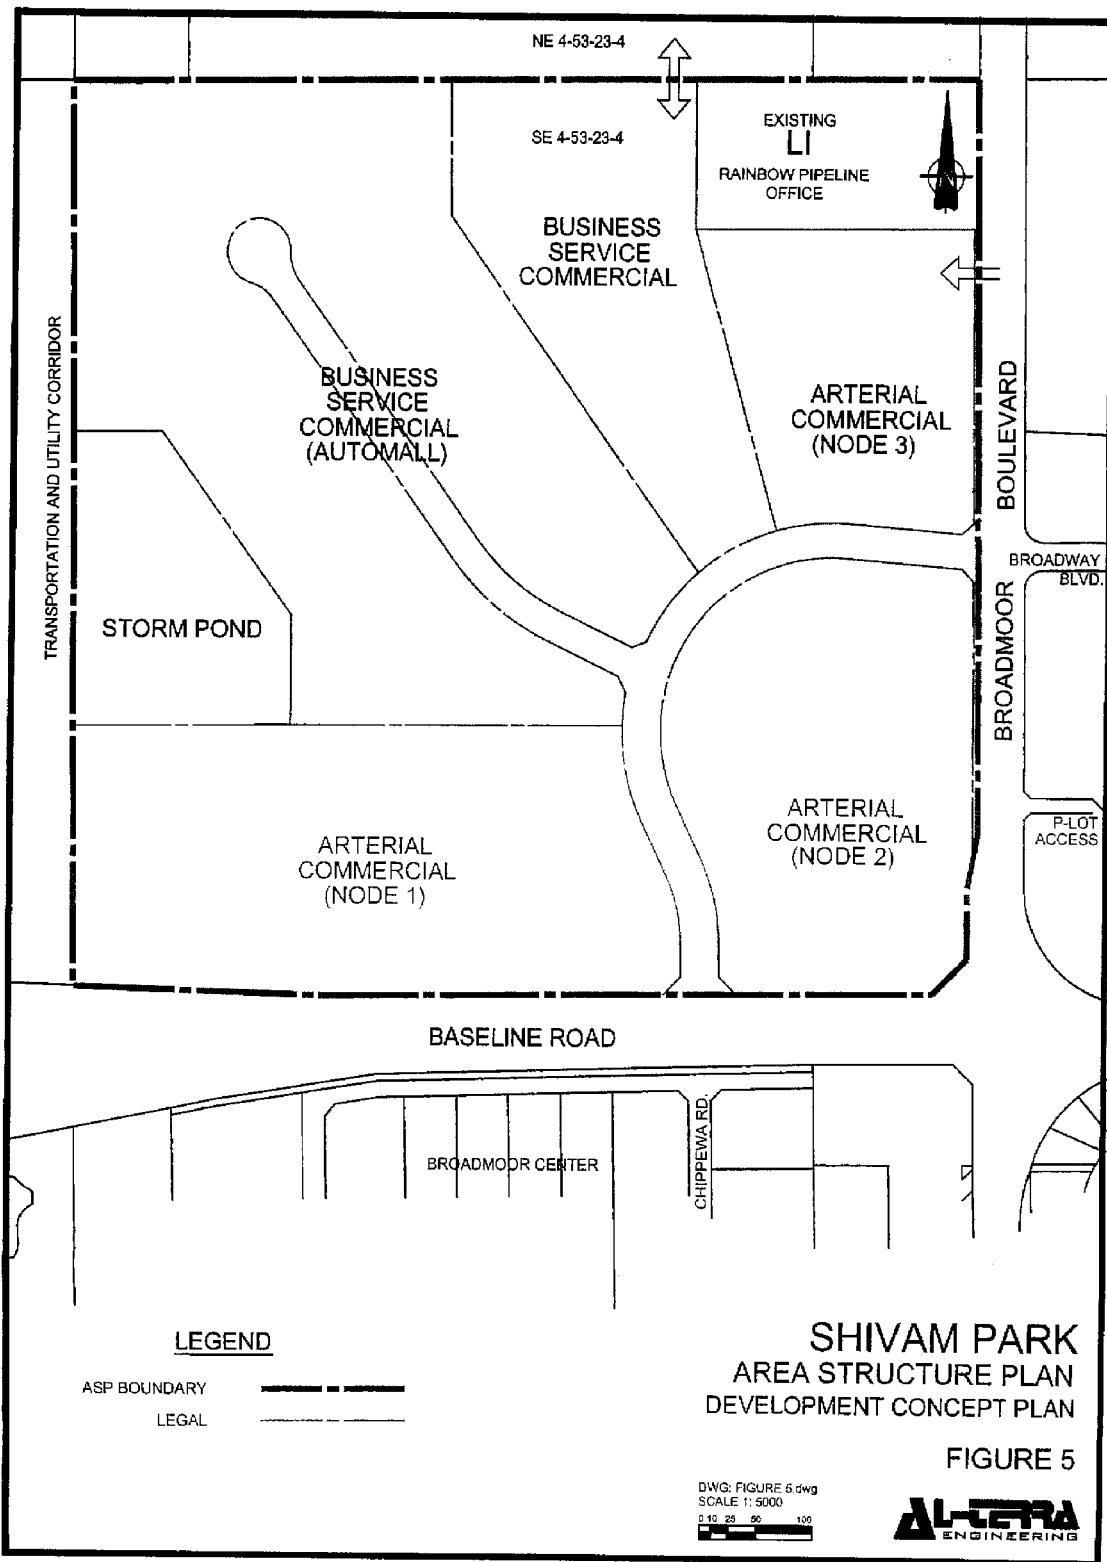 NE 4-53-23-4
SE 4-53-23-4
EXISTING
LI
RAINBOW PIPELINE
OFFICE
N
BUSINESS
SERVICE
COMMERCIAL
BUSINESS
SERVICE
COMMERCIAL
(AUTOMALL)
ARTERIAL
COMMERCIAL
(NODE 3)
TRANSPORTATION AND UTILITY CORRIDOR
BROADMOOR BOULEVARD
BROADWAY
BLVD.
STORM POND
ARTERIAL
COMMERCIAL
(NODE 1)
ARTERIAL
COMMERCIAL
(NODE 2)
P-LOT
ACCESS
BASELINE ROAD
BROADMOOR CENTER
CHIPPEWA RD.
LEGEND
ASP BOUNDARY
LEGAL
SHIVAM PARK
AREA STRUCTURE PLAN
DEVELOPMENT CONCEPT PLAN
FIGURE 5
DWG: FIGURE 5.dwg
SCALE 1: 5000
0 10 25 50 100
AL-TERRA
ENGINEERING